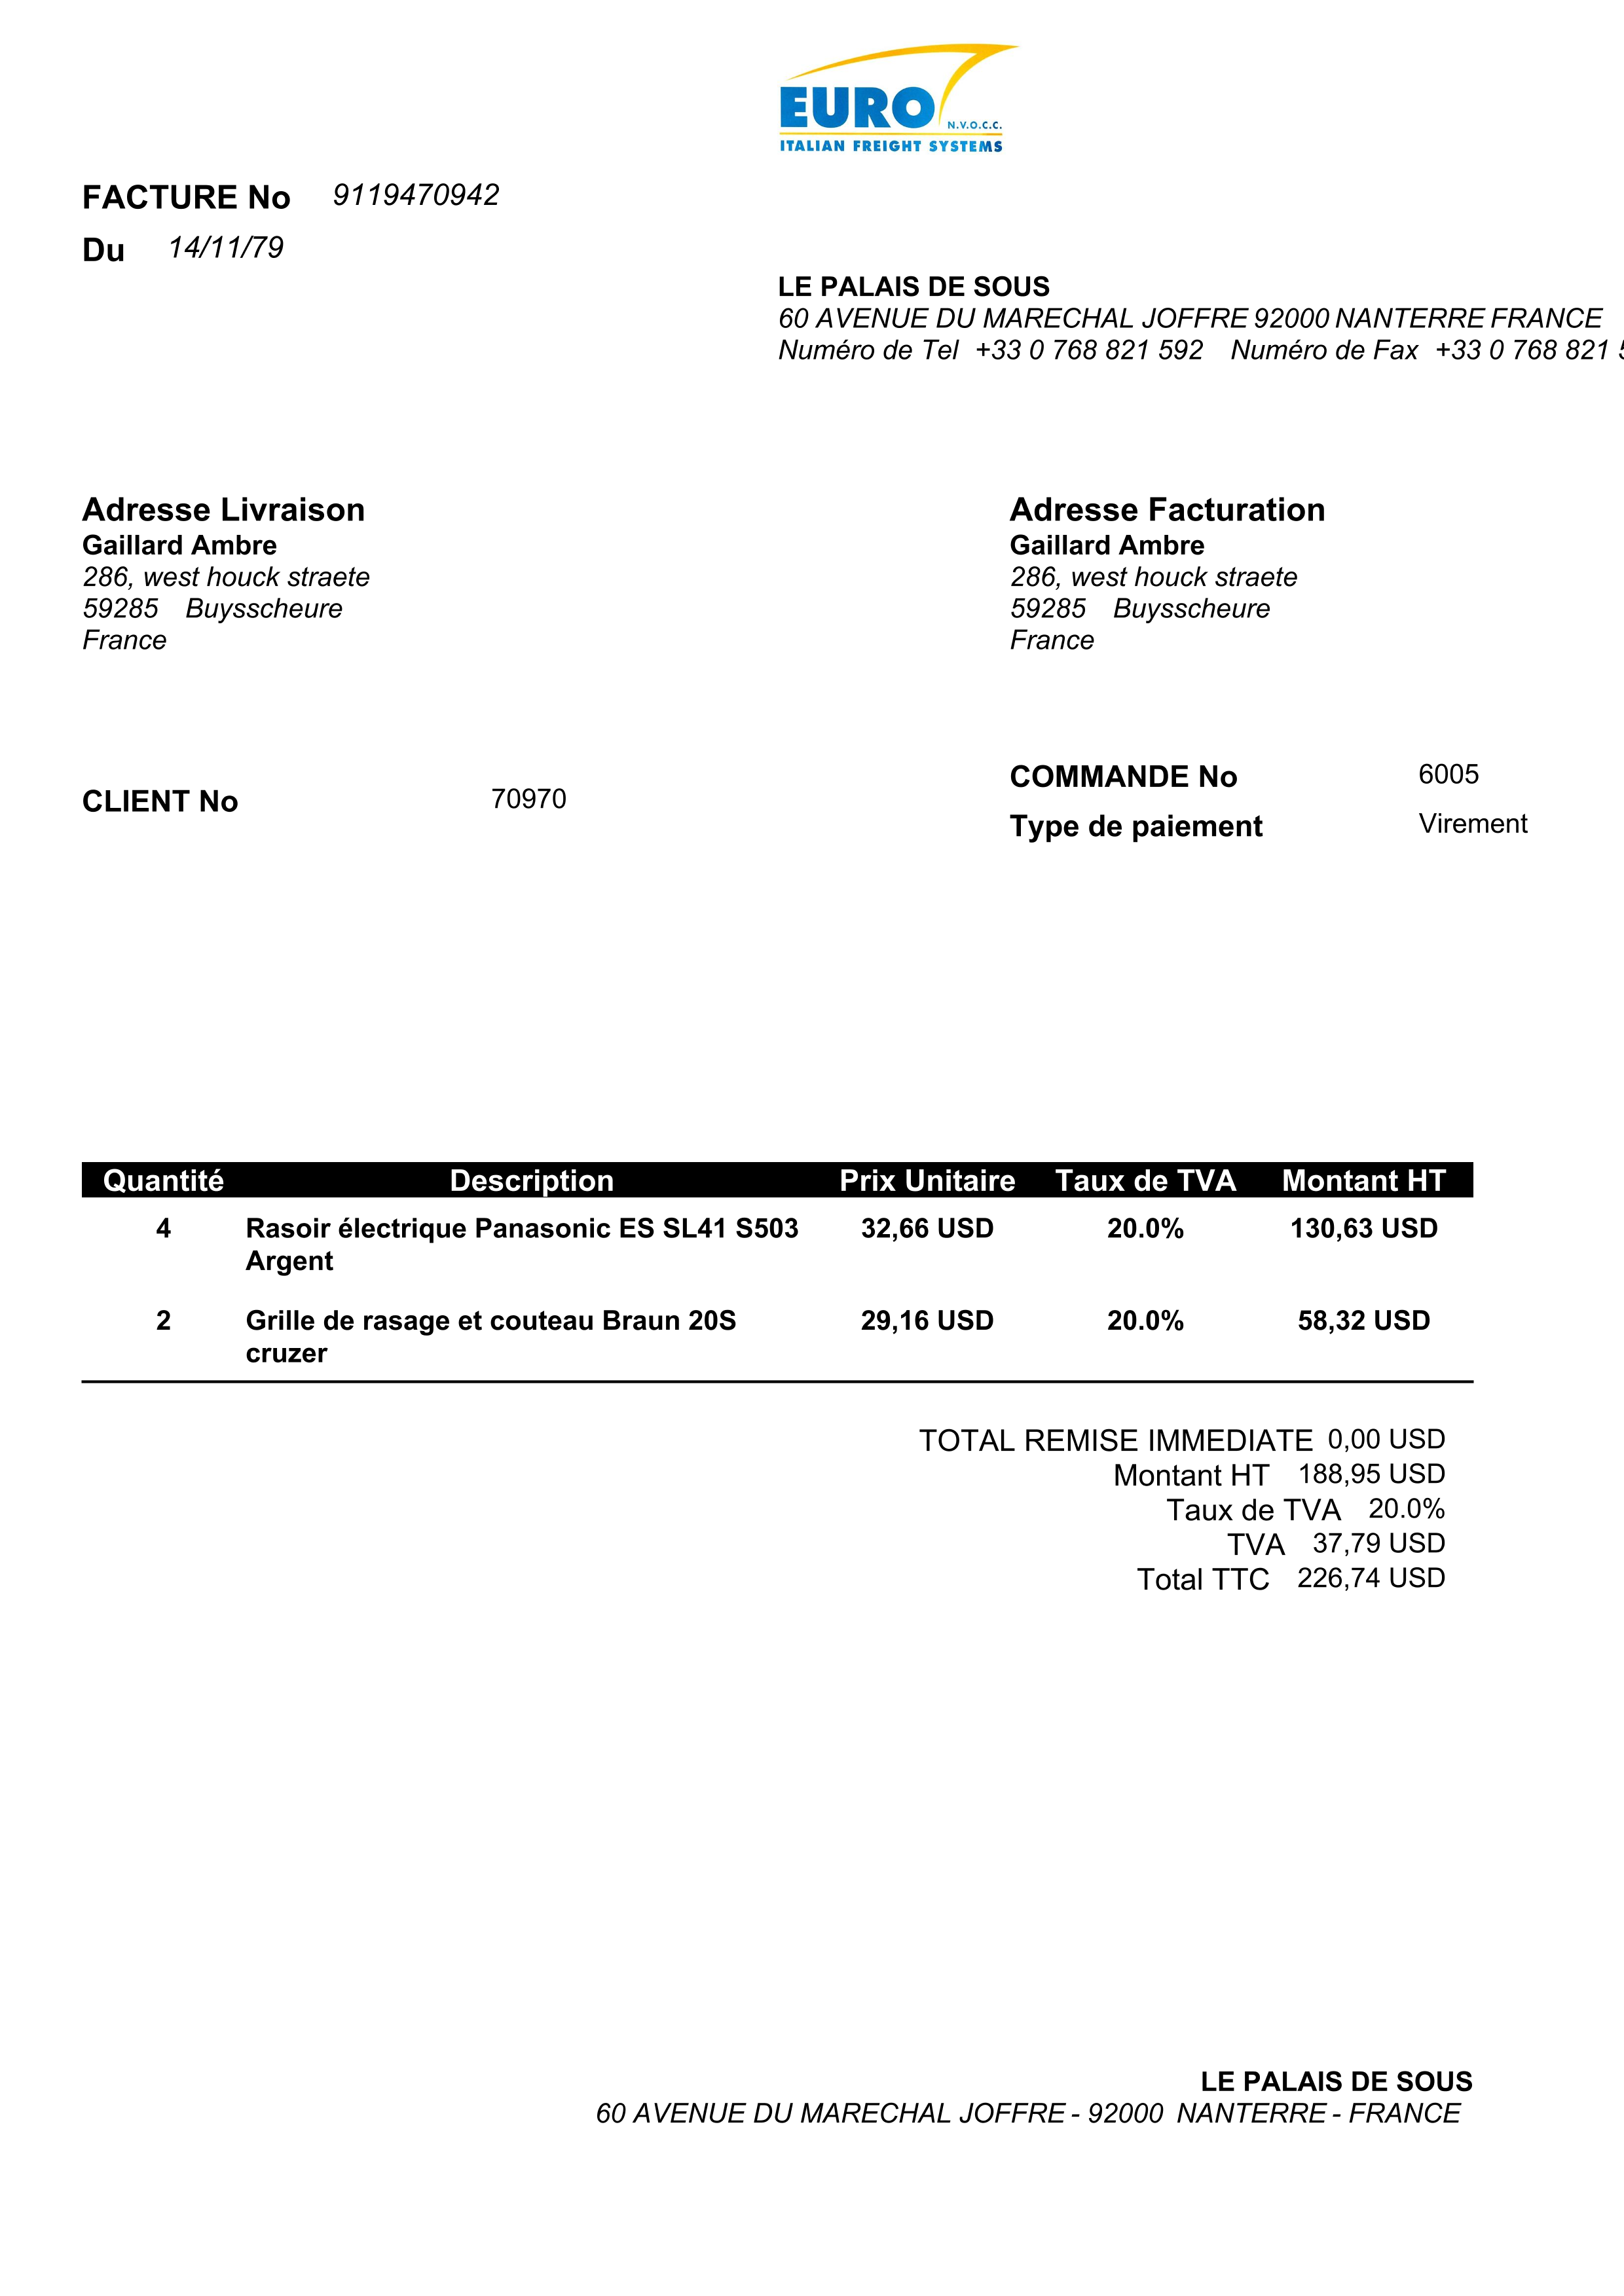 EURO
N.V.O.C.C.
ITALIAN FREIGHT SYSTEMS
FACTURE No 9119470942
Du 14/11/79
LE PALAIS DE SOUS
60 AVENUE DU MARECHAL JOFFRE 92000 NANTERRE FRANCE
Numéro de Tel +33 0 768 821 592 Numéro de Fax +33 0 768 821
Adresse Livraison
Gaillard Ambre
286, west houck straete
59285 Buysscheure
France
Adresse Facturation
Gaillard Ambre
286, west houck straete
59285 Buysscheure
France
CLIENT No 70970
COMMANDE No 6005
Type de paiement Virement
Quantité Description Prix Unitaire Taux de TVA Montant HT
4 Rasoir électrique Panasonic ES SL41 S503 32,66 USD 20.0% 130,63 USD
Argent
2 Grille de rasage et couteau Braun 20S 29,16 USD 20.0% 58,32 USD
cruzer
TOTAL REMISE IMMEDIATE 0,00 USD
Montant HT 188,95 USD
Taux de TVA 20.0%
TVA 37,79 USD
Total TTC 226,74 USD
LE PALAIS DE SOUS
60 AVENUE DU MARECHAL JOFFRE - 92000 NANTERRE - FRANCE